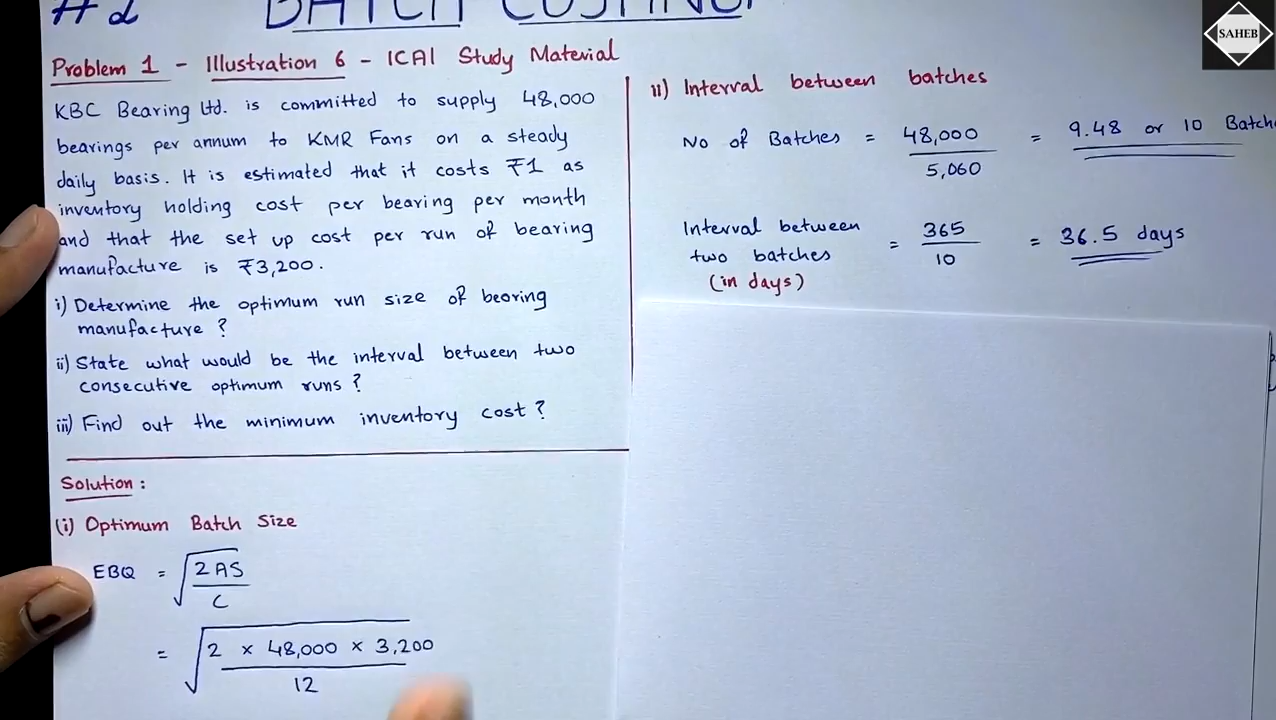 #2 BATCH COSTING
Problem 1 - Illustration 6 - ICAI Study Material
KBC Bearing Ltd. is committed to supply 48,000
bearings per annum to KMR Fans on a steady
daily basis. It is estimated that it costs ₹1 as
inventory holding cost per bearing per month
and that the set up cost per run of bearing
manufacture is ₹3,200.
i) Determine the optimum run size of bearing
manufacture ?
ii) State what would be the interval between two
consecutive optimum runs ?
iii) Find out the minimum inventory cost ?
Solution :
(i) Optimum Batch Size
EBQ = √2AS
C
= √2 × 48,000 × 3,200
12
ii) Interval between batches
No of Batches = 48,000 = 9.48 or 10 Batch
5,060
Interval between
two batches = 365 = 36.5 days
(in days) 10
SAHEB